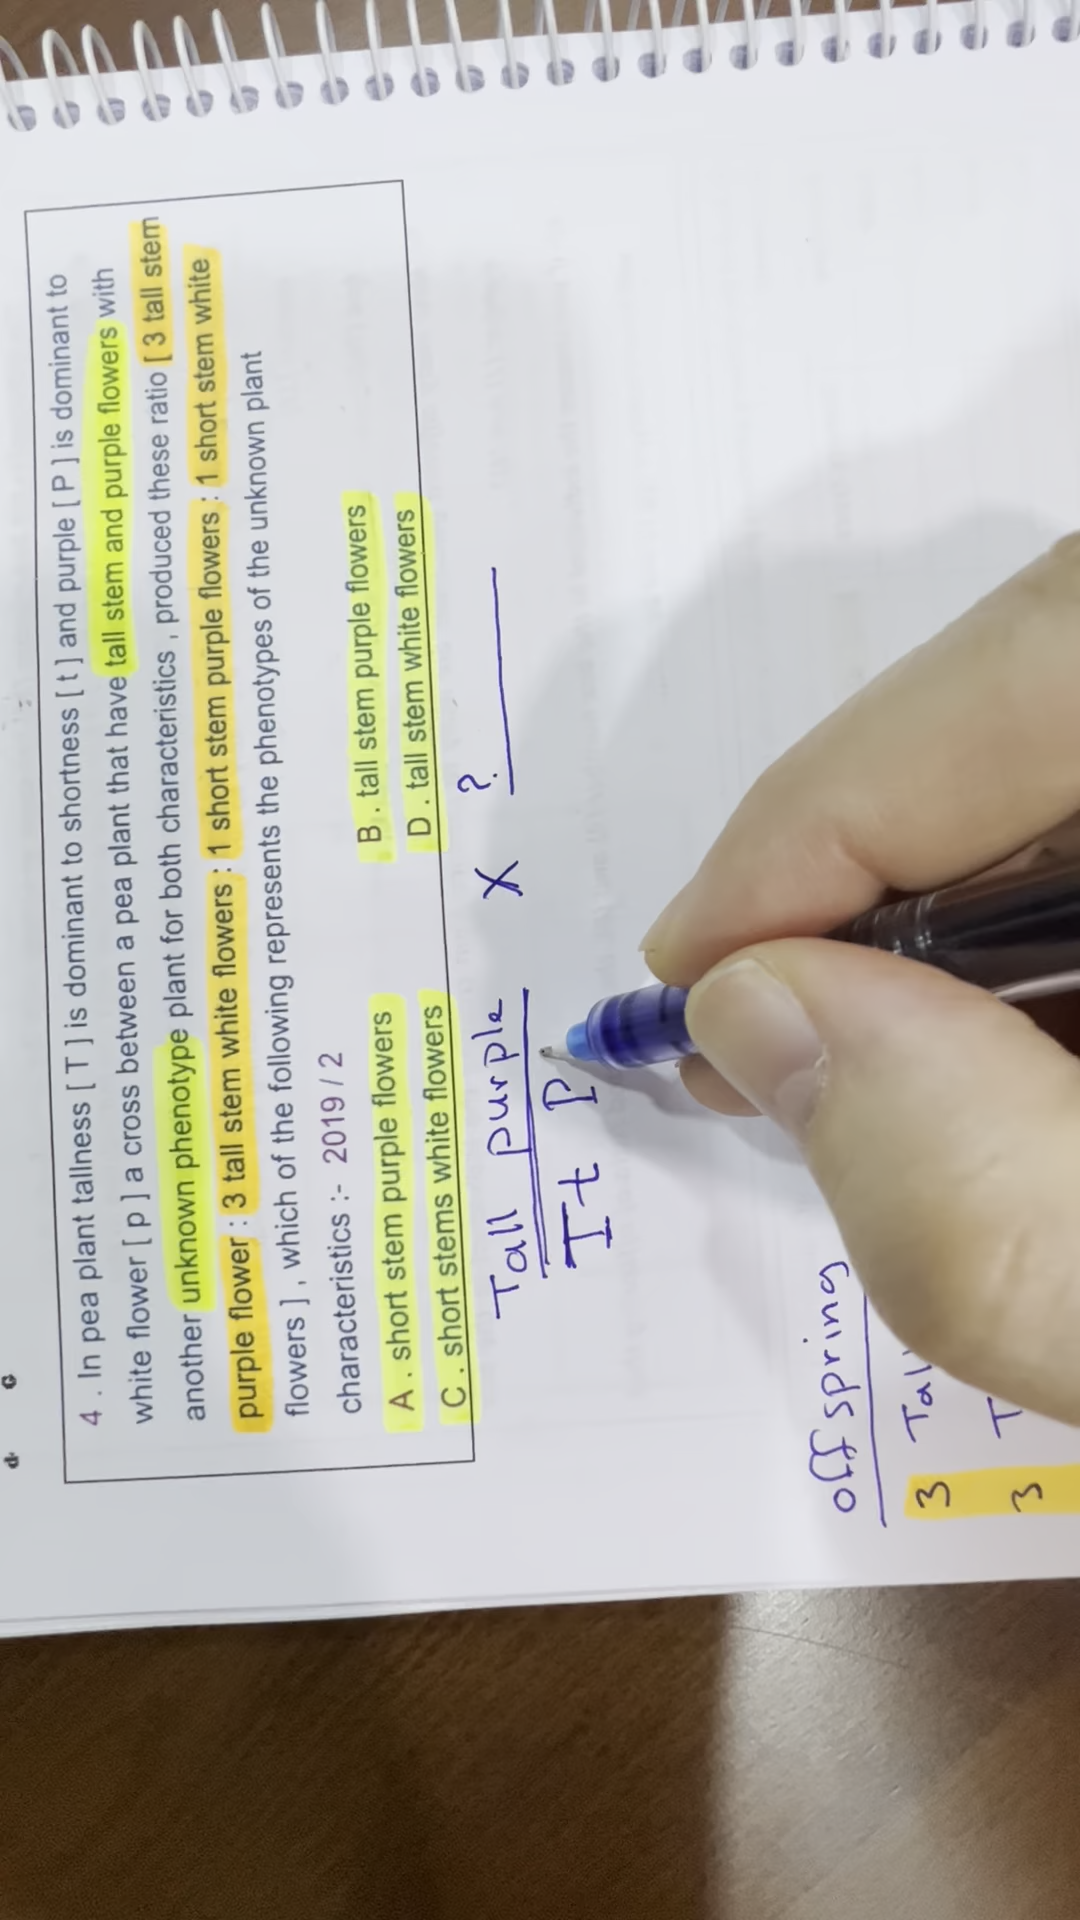 4 . In pea plant tallness [ T ] is dominant to shortness [ t ] and purple [ P ] is dominant to
white flower [ p ] a cross between a pea plant that have tall stem and purple flowers with
another unknown phenotype plant for both characteristics , produced these ratio [ 3 tall stem
purple flower : 3 tall stem white flowers : 1 short stem purple flowers : 1 short stem white
flowers ] , which of the following represents the phenotypes of the unknown plant
characteristics :- 2019 / 2
A . short stem purple flowers B . tall stem purple flowers
C . short stems white flowers D . tall stem white flowers
Tall purple X ?
Tt P
offspring
3
3 T